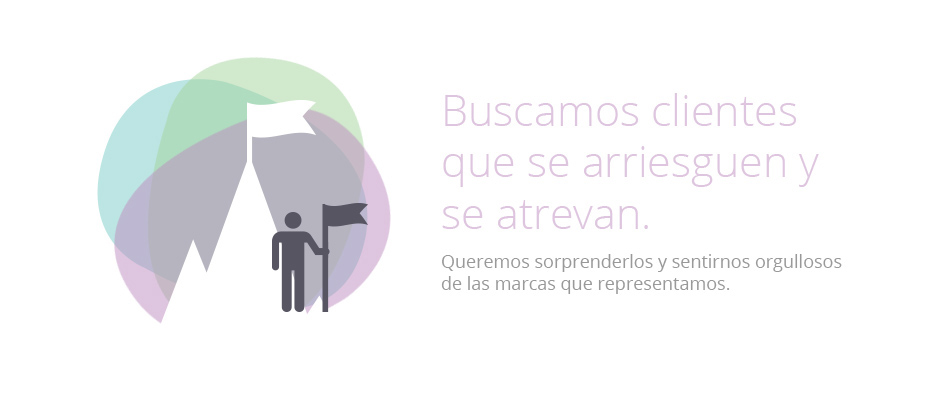 Buscamos clientes
que se arriesguen y
se atrevan.
Queremos sorprenderlos y sentirnos orgullosos
de las marcas que representamos.